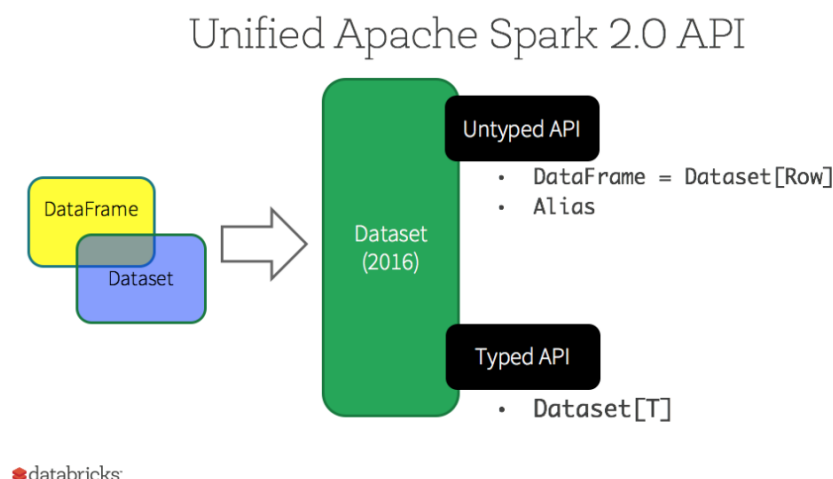 Unified Apache Spark 2.0 API
DataFrame
Dataset
Dataset
(2016)
Untyped API
• DataFrame = Dataset[Row]
• Alias
Typed API
• Dataset[T]
databricks